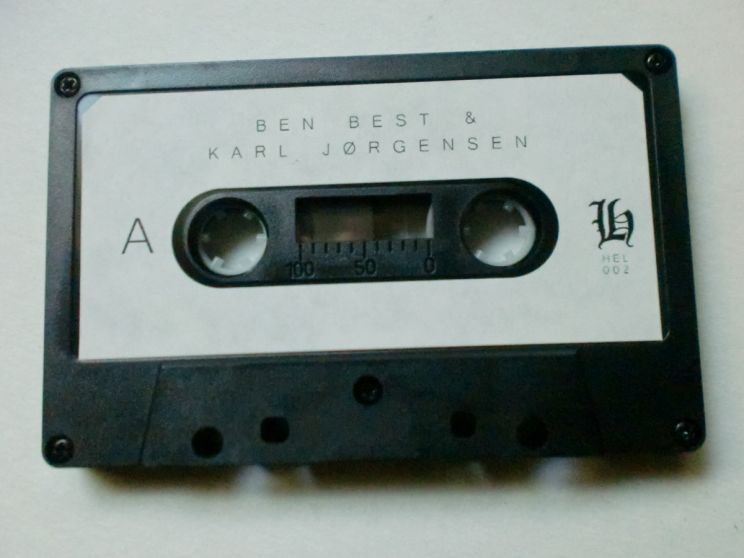 BEN BEST &
KARL JØRGENSEN
A
100 50 0
HEL
002